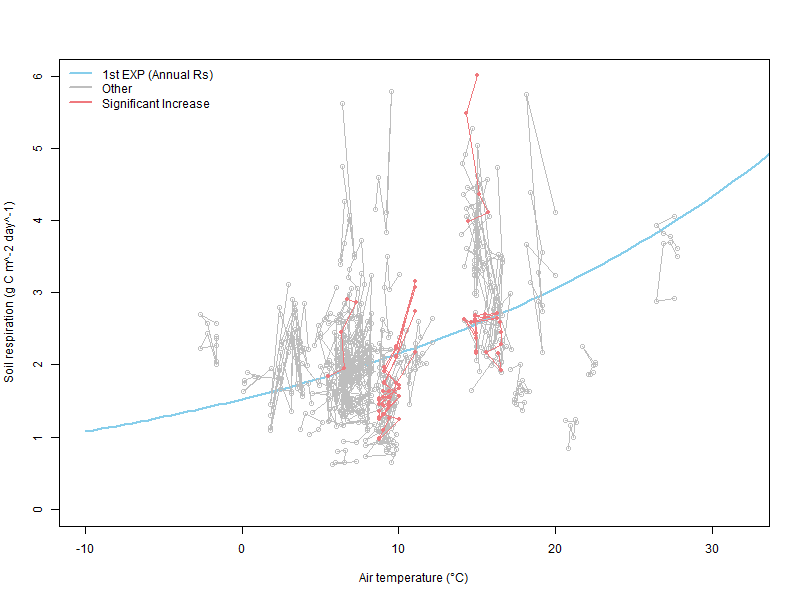 1st EXP (Annual Rs)
Other
Significant Increase
Soil respiration (g C m^-2 day^-1)
6
5
4
3
2
1
0
-10 0 10 20 30
Air temperature (°C)